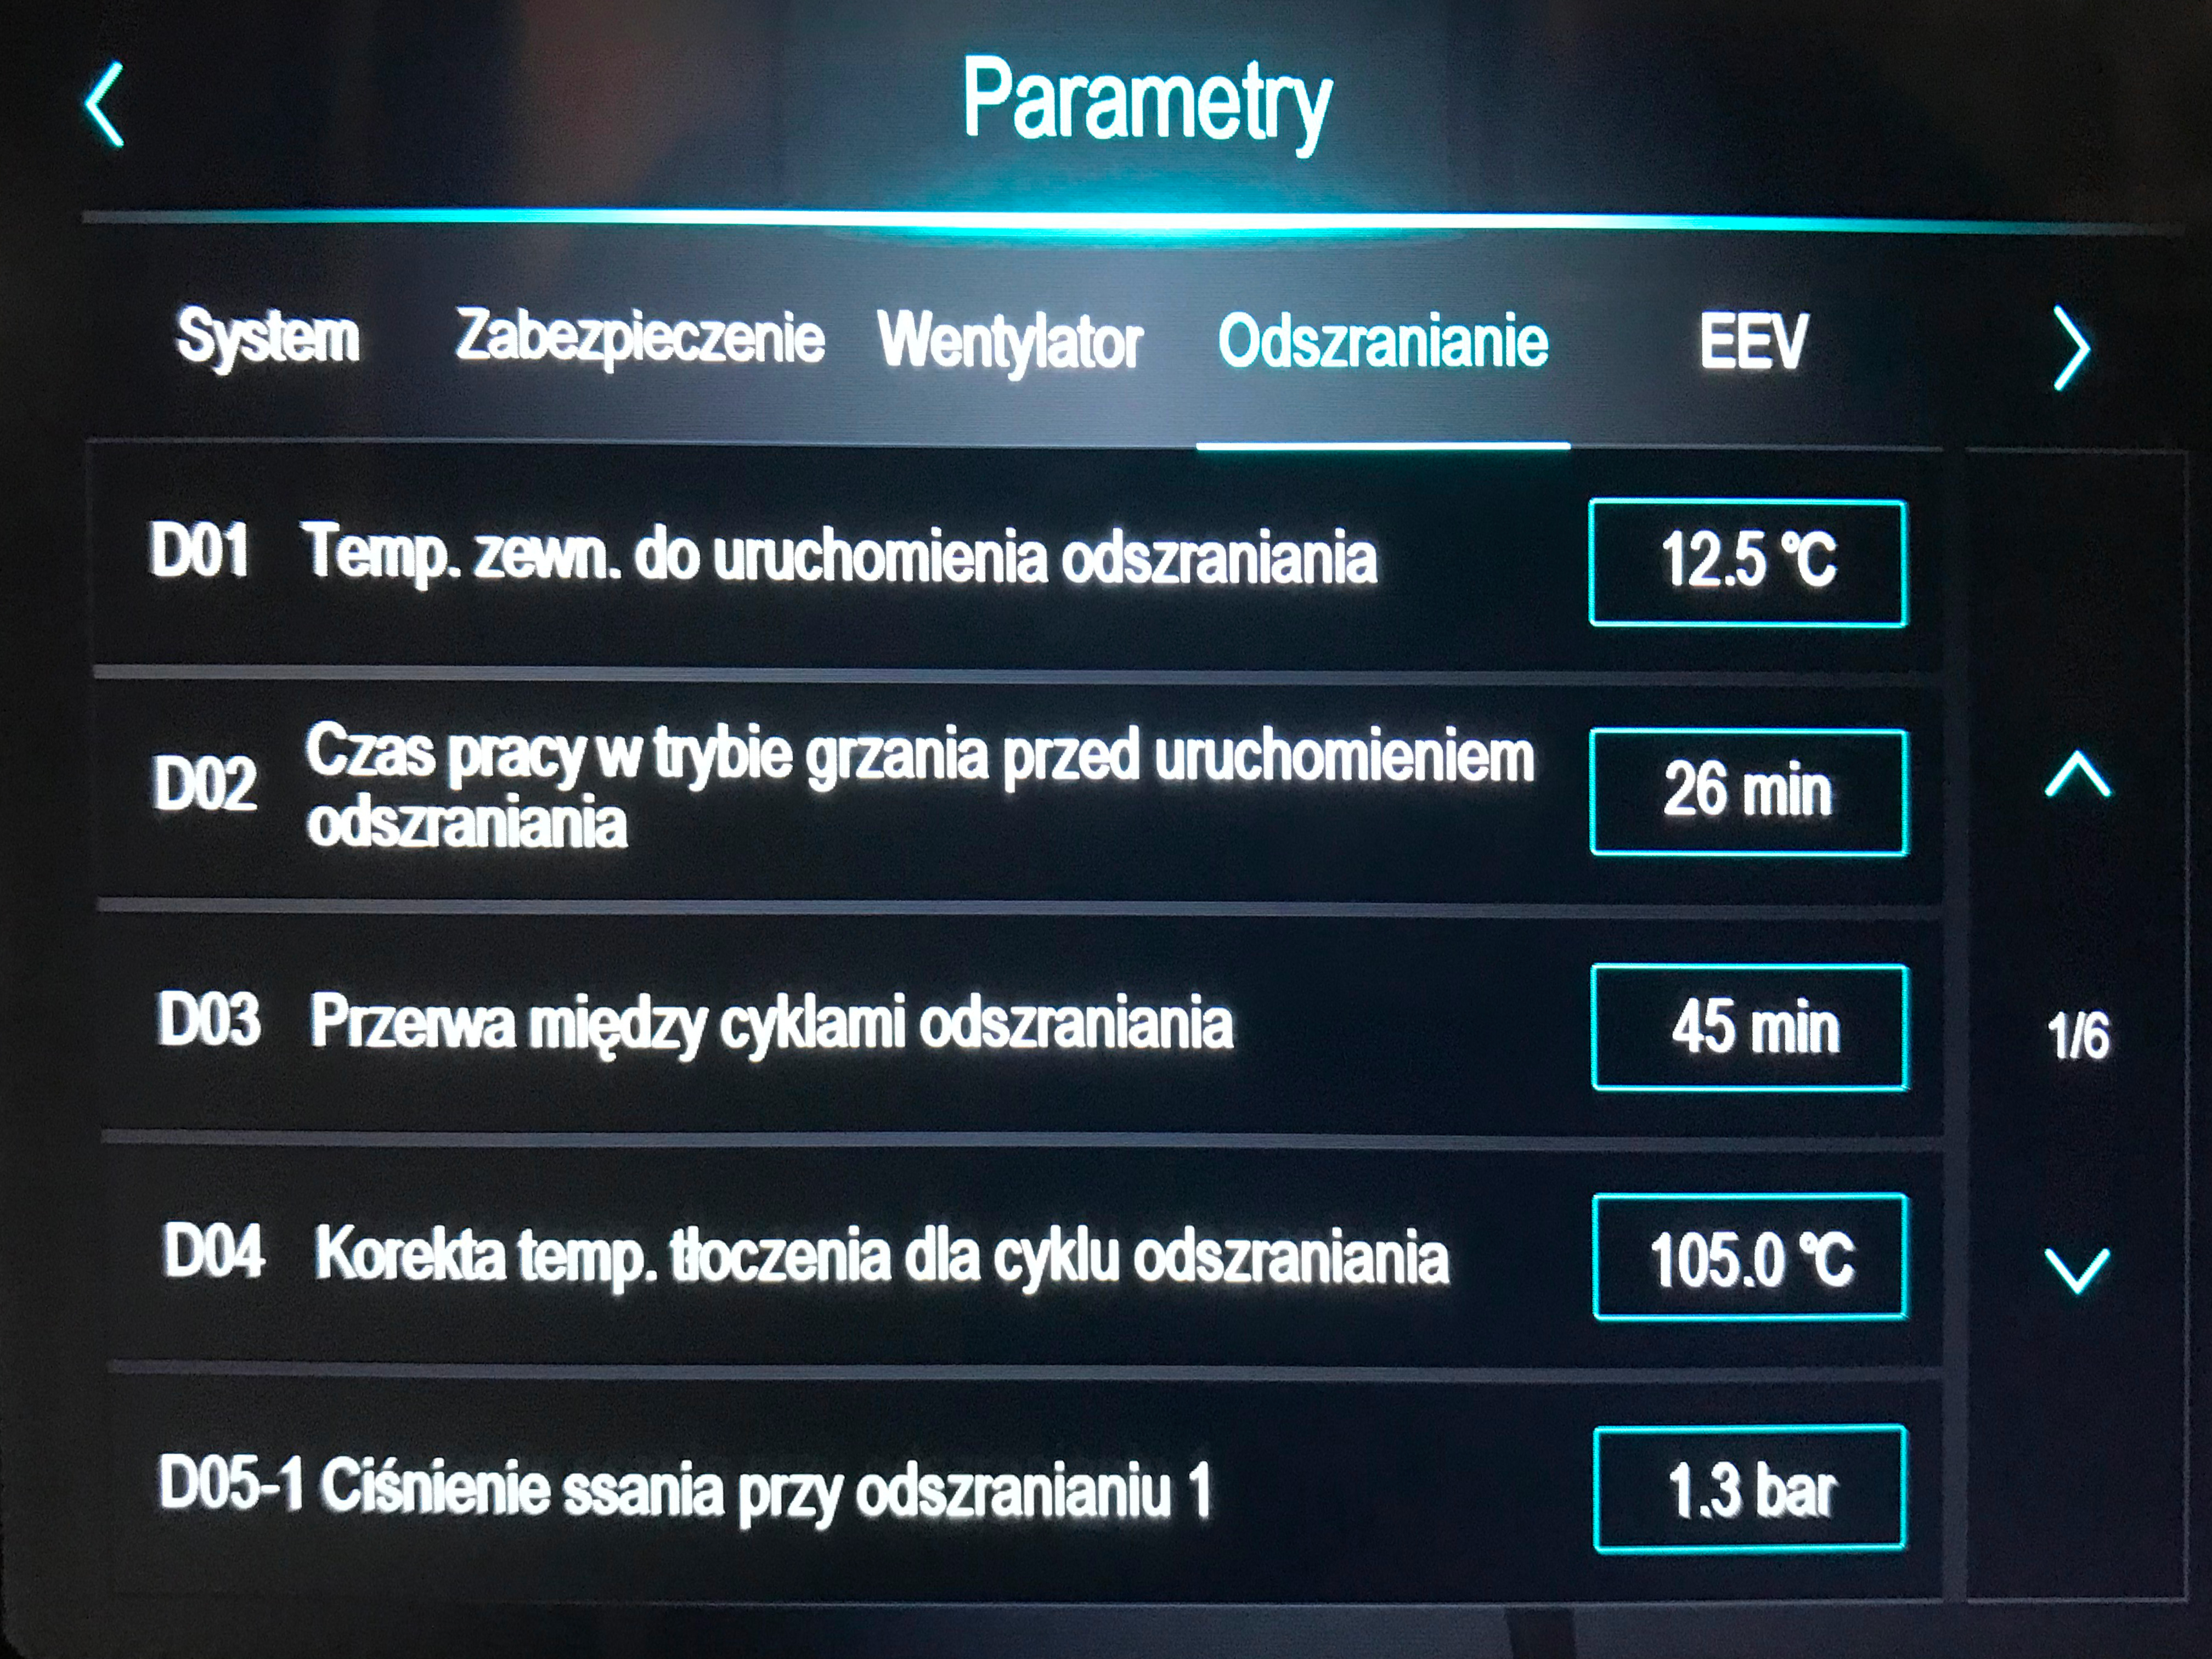 Parametry
System Zabezpieczenie Wentylator Odszranianie EEV
D01 Temp. zewn. do uruchomienia odszraniania 12.5 °C
D02 Czas pracy w trybie grzania przed uruchomieniem
odszraniania 26 min
D03 Przerwa między cyklami odszraniania 45 min
1/6
D04 Korekta temp. tłoczenia dla cyklu odszraniania 105.0 °C
D05-1 Ciśnienie ssania przy odszranianiu 1 1.3 bar